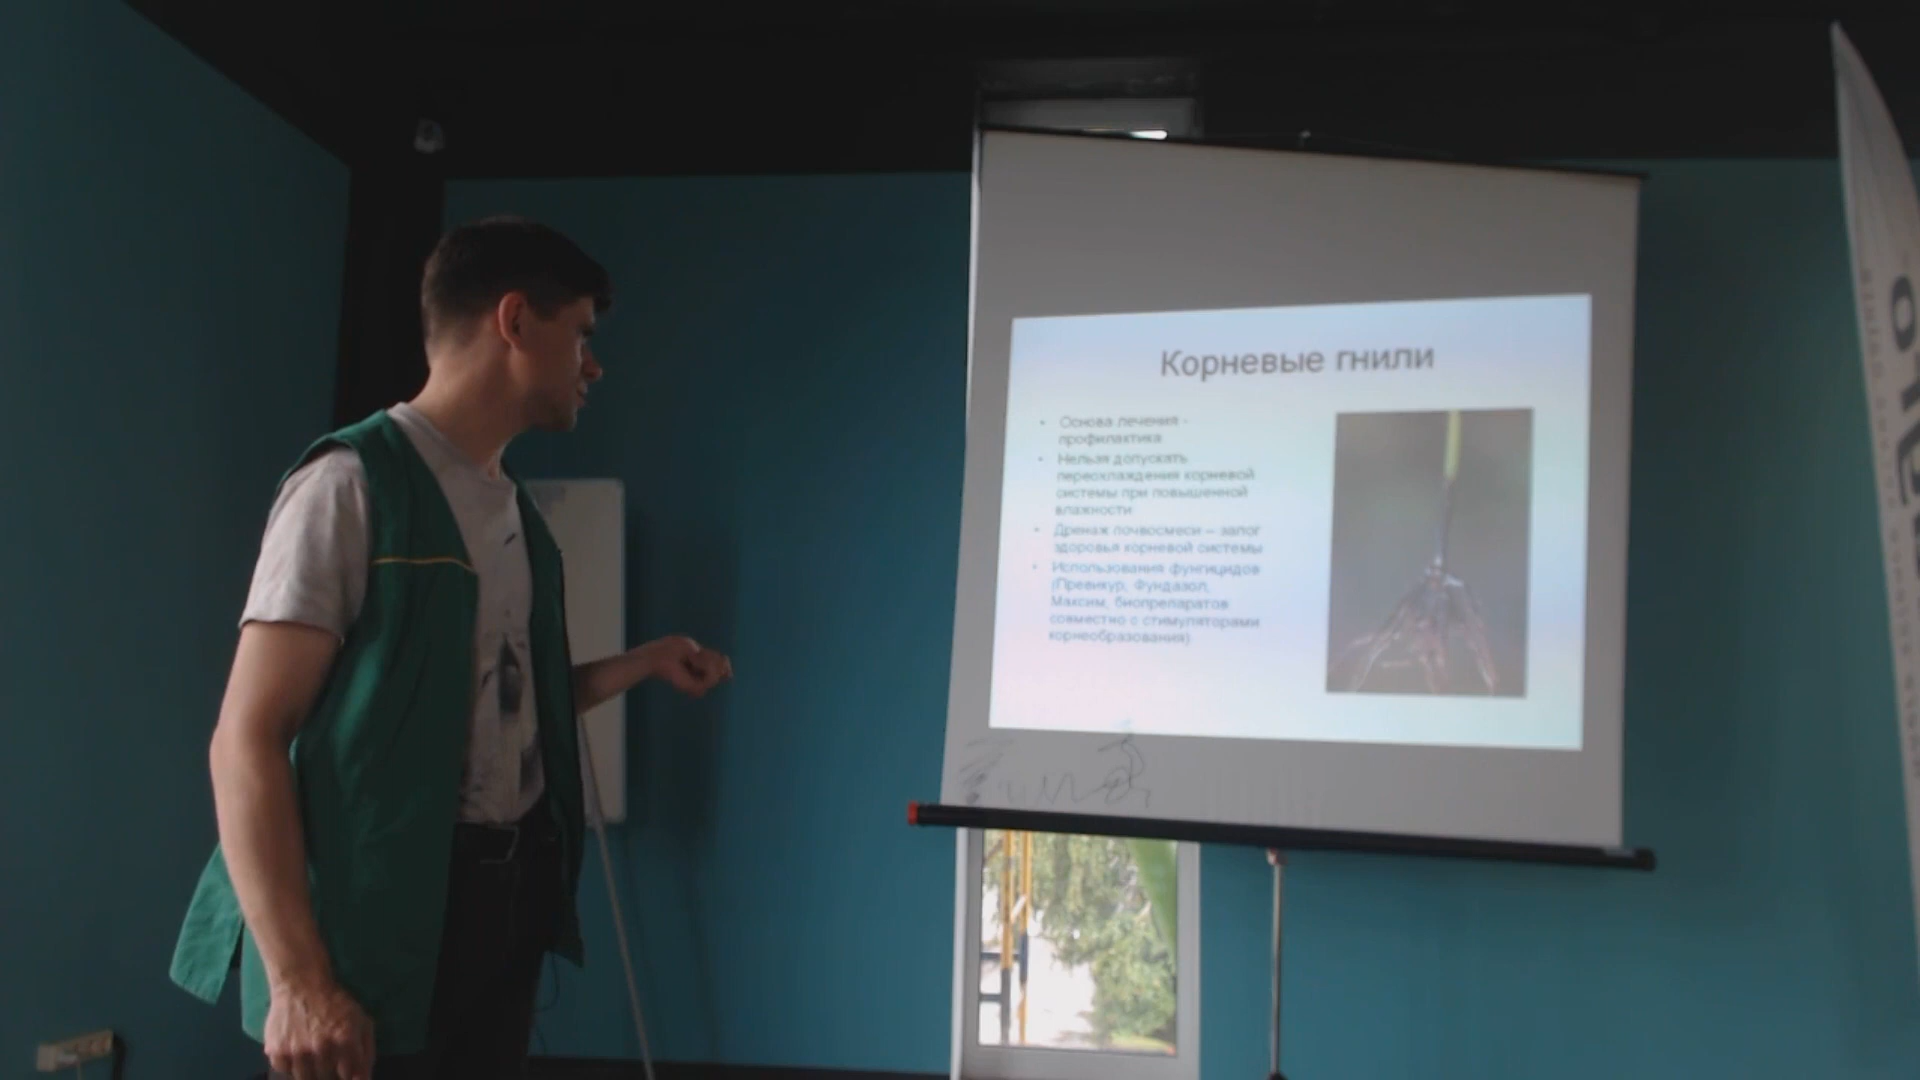 Корневые гнили
• Основа лечения -
профилактика
• Нельзя допускать
переохлаждения корневой
системы при повышенной
влажности
• Дренаж почвосмеси – залог
здоровья корневой системы
• Использования фунгицидов
(Превикур, Фундазол,
Максим, биопрепаратов
совместно с стимуляторами
корнеобразования)